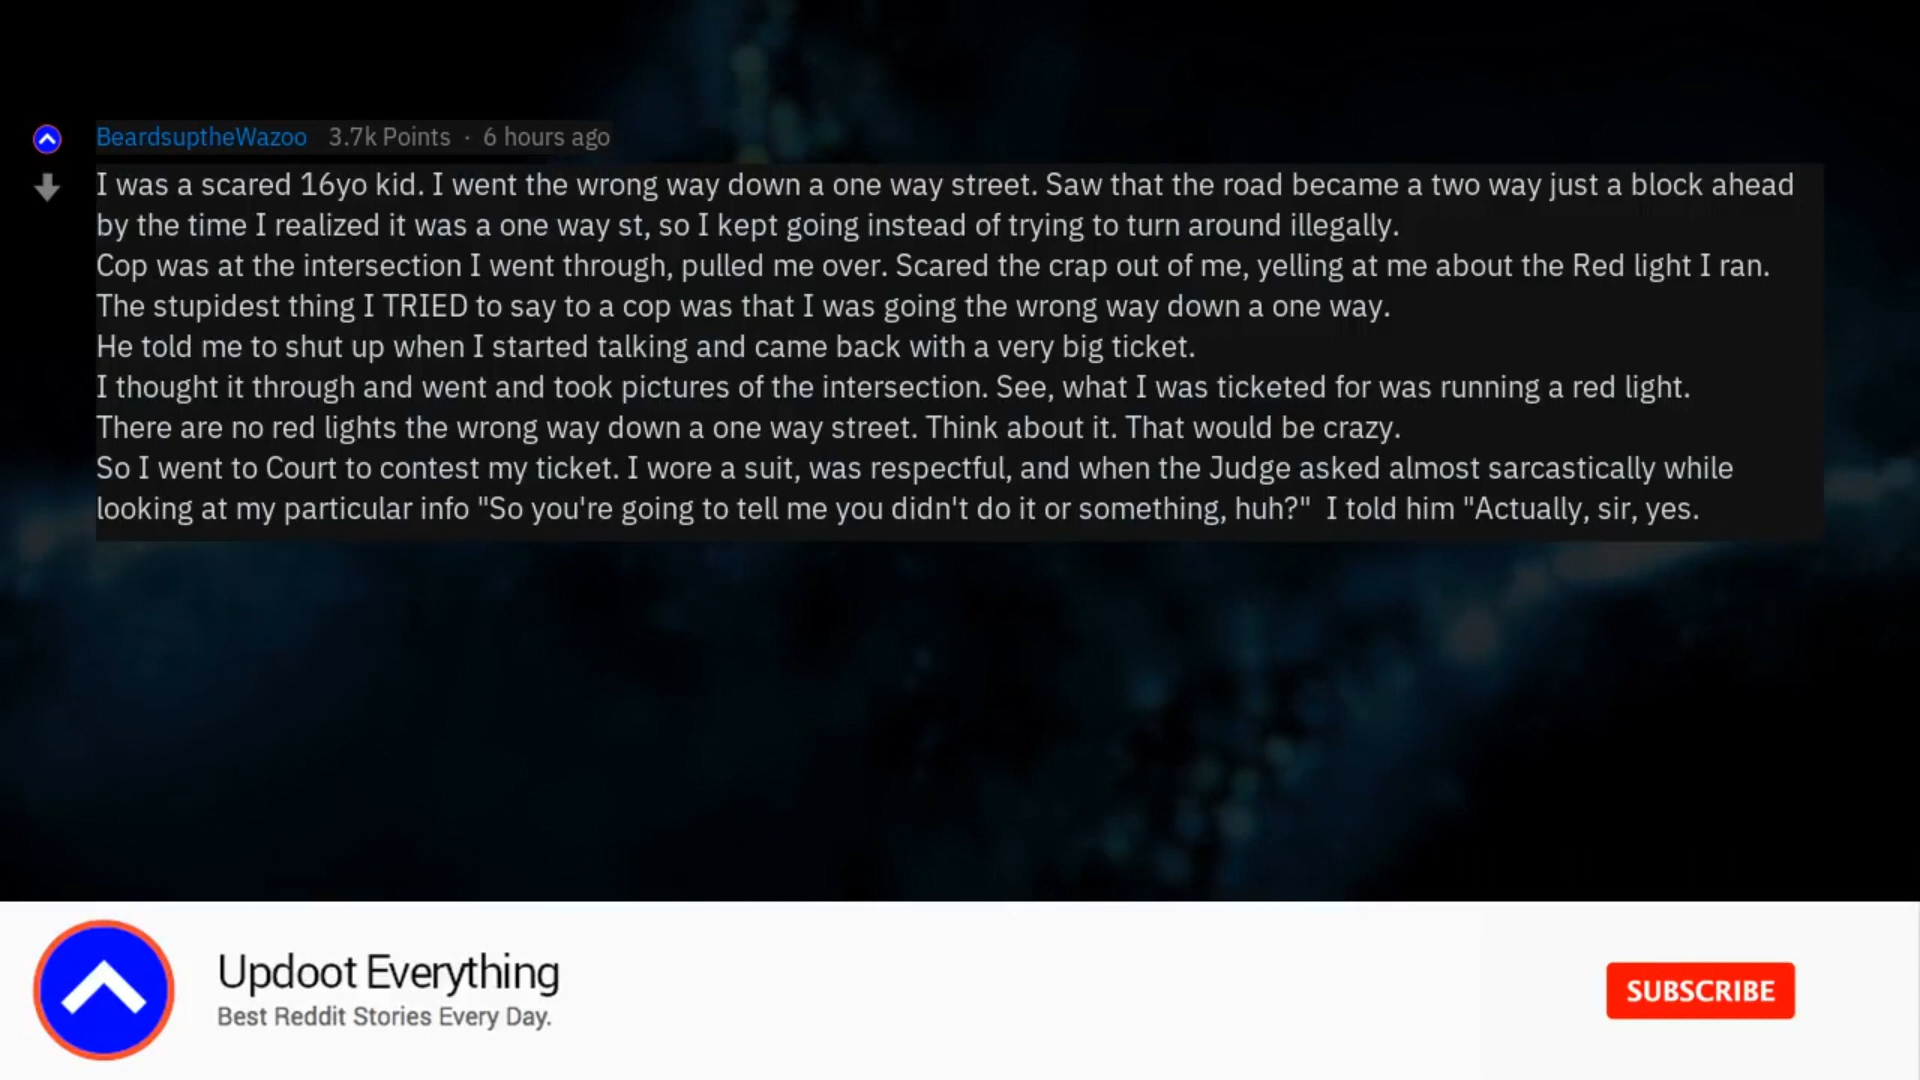 BeardsuptheWazoo 3.7k Points · 6 hours ago
I was a scared 16yo kid. I went the wrong way down a one way street. Saw that the road became a two way just a block ahead
by the time I realized it was a one way st, so I kept going instead of trying to turn around illegally.
Cop was at the intersection I went through, pulled me over. Scared the crap out of me, yelling at me about the Red light I ran.
The stupidest thing I TRIED to say to a cop was that I was going the wrong way down a one way.
He told me to shut up when I started talking and came back with a very big ticket.
I thought it through and went and took pictures of the intersection. See, what I was ticketed for was running a red light.
There are no red lights the wrong way down a one way street. Think about it. That would be crazy.
So I went to Court to contest my ticket. I wore a suit, was respectful, and when the Judge asked almost sarcastically while
looking at my particular info "So you're going to tell me you didn't do it or something, huh?"  I told him "Actually, sir, yes.
Updoot Everything
Best Reddit Stories Every Day.
SUBSCRIBE